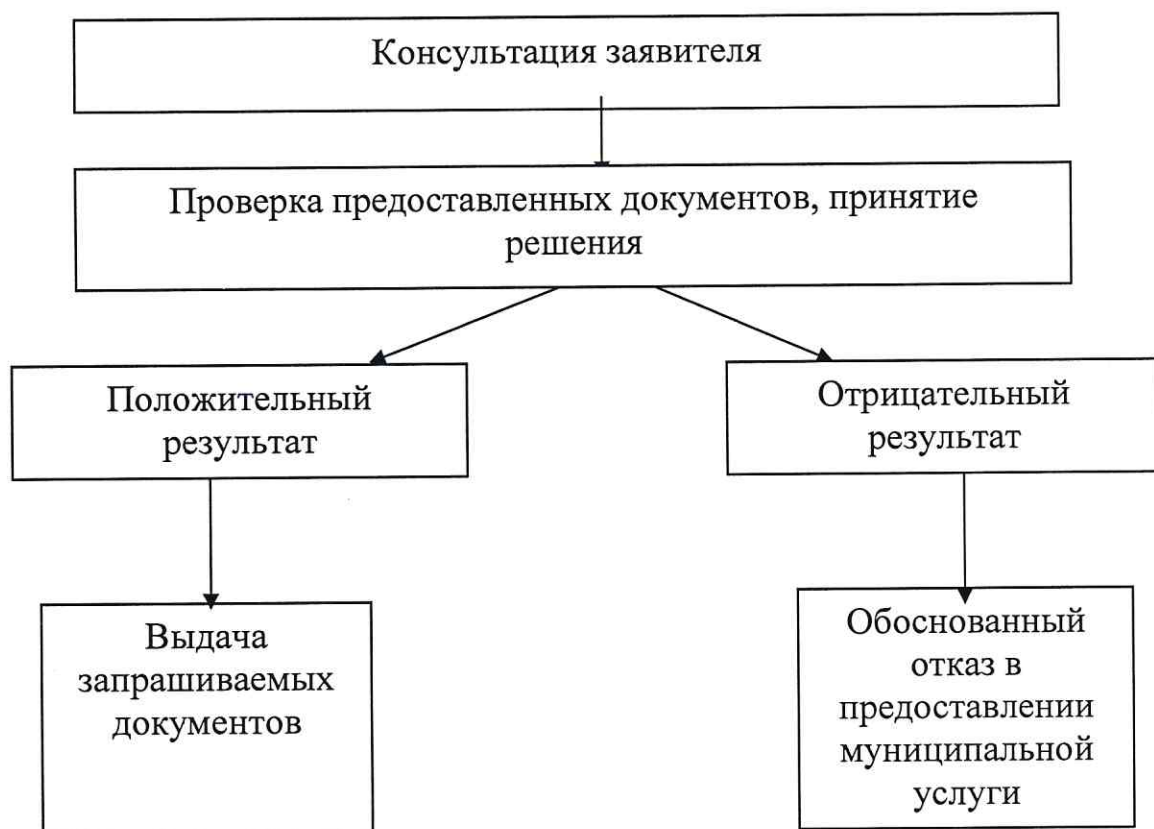 Консультация заявителя
Проверка предоставленных документов, принятие
решения
Положительный
результат
Отрицательный
результат
Выдача
запрашиваемых
документов
Обоснованный
отказ в
предоставлении
муниципальной
услуги